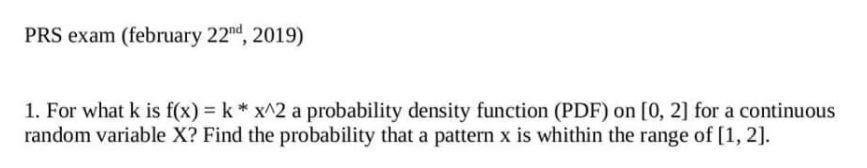 PRS exam (february 22nd, 2019)
1. For what k is f(x) = k * x^2 a probability density function (PDF) on [0, 2] for a continuous
random variable X? Find the probability that a pattern x is whithin the range of [1, 2].